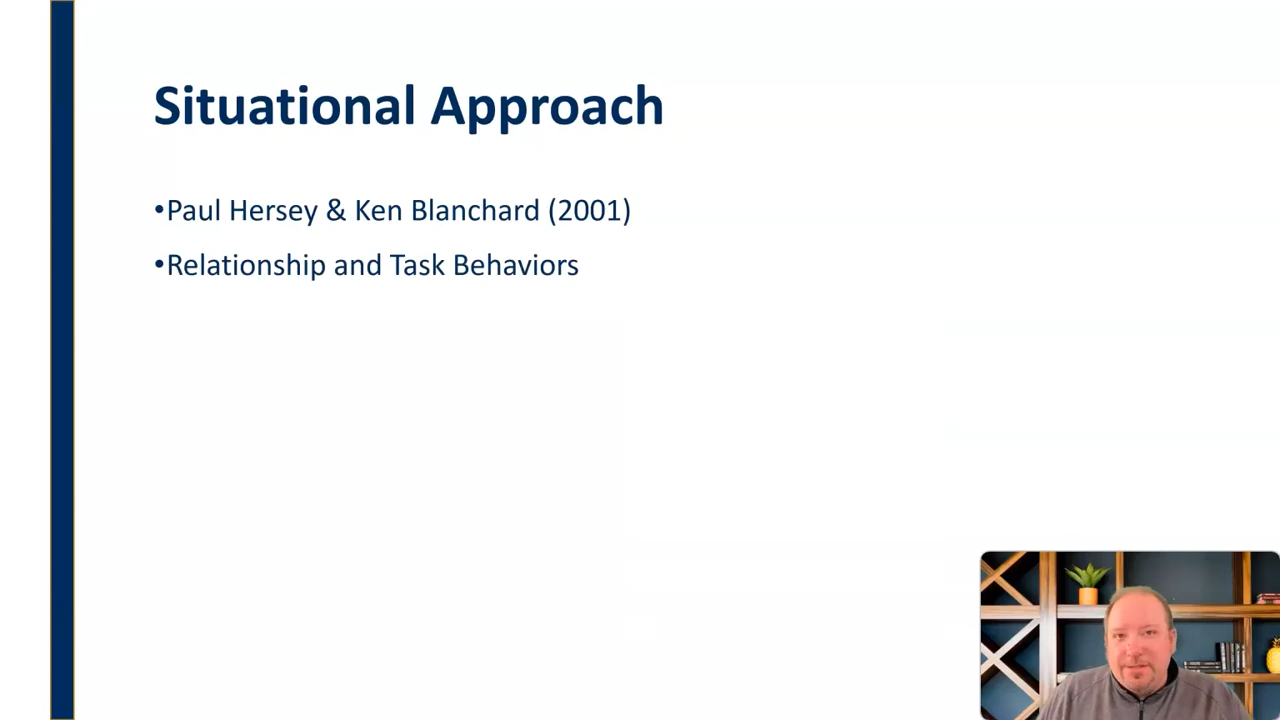 Situational Approach
•Paul Hersey & Ken Blanchard (2001)
•Relationship and Task Behaviors